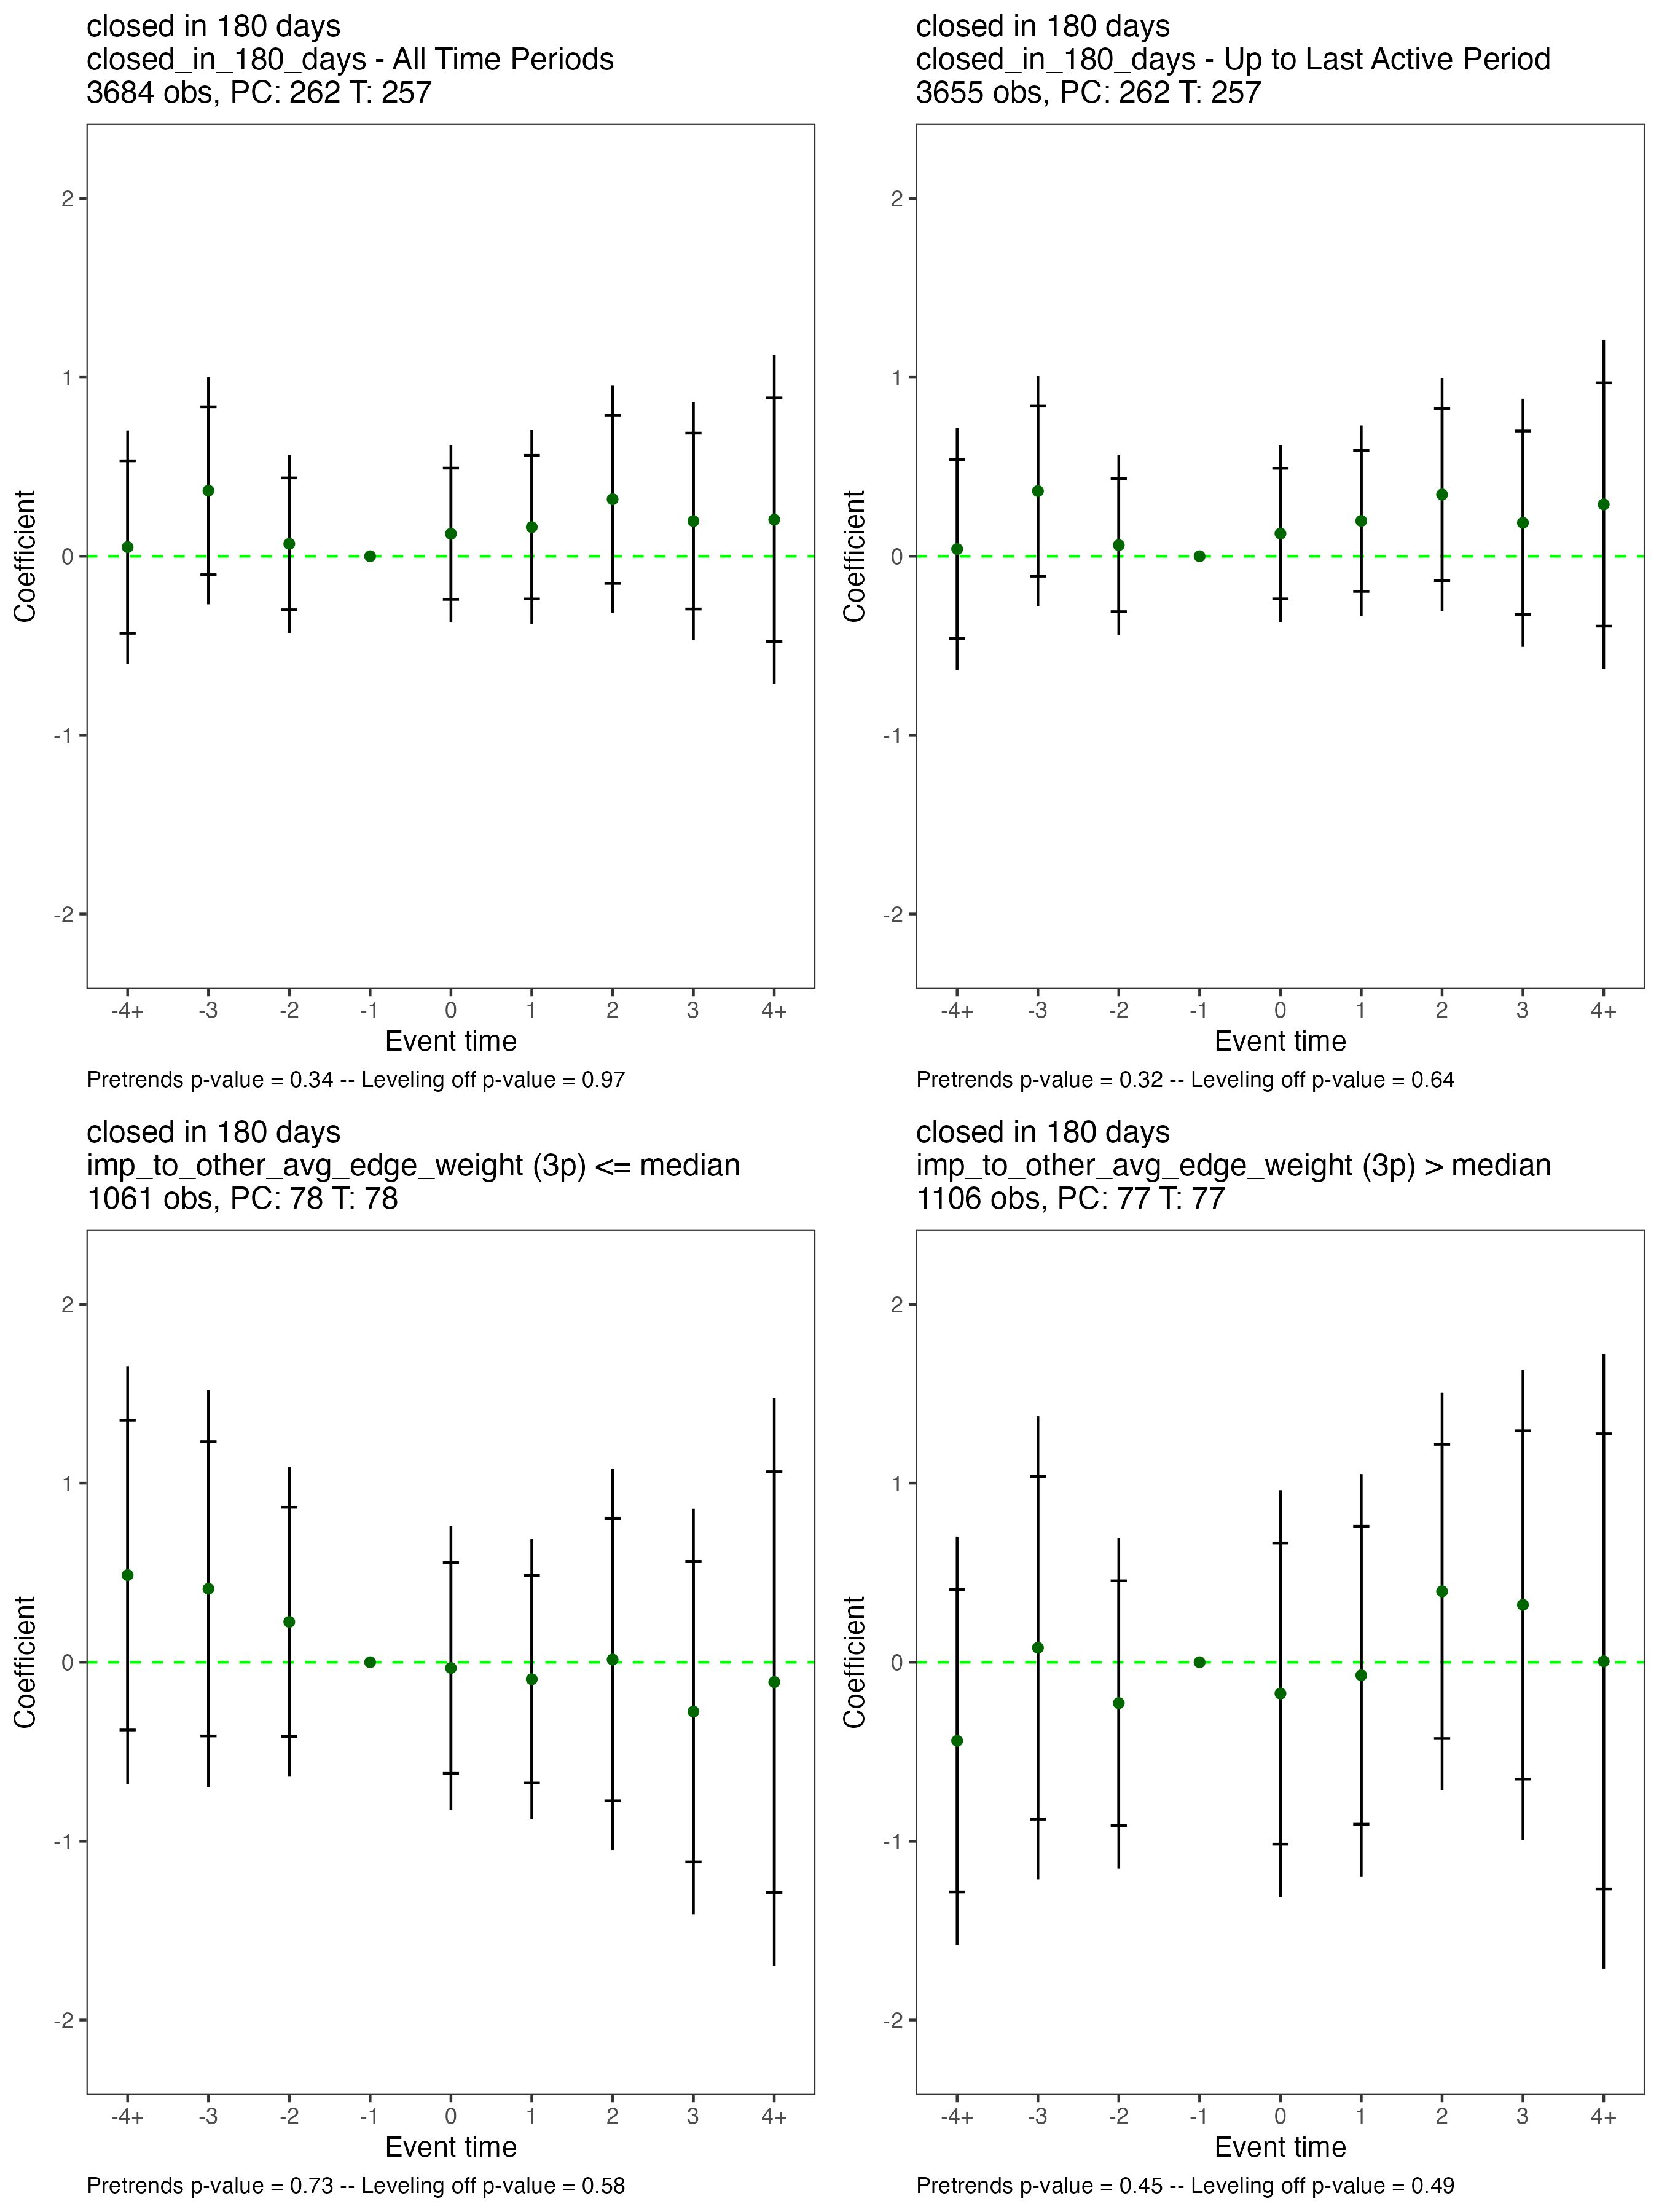 closed in 180 days
closed_in_180_days - All Time Periods
3684 obs, PC: 262 T: 257
2
1
0
-1
-2
Coefficient
-4+ -3 -2 -1 0 1 2 3 4+
Event time
Pretrends p-value = 0.34 -- Leveling off p-value = 0.97
closed in 180 days
closed_in_180_days - Up to Last Active Period
3655 obs, PC: 262 T: 257
2
1
0
-1
-2
Coefficient
-4+ -3 -2 -1 0 1 2 3 4+
Event time
Pretrends p-value = 0.32 -- Leveling off p-value = 0.64
closed in 180 days
imp_to_other_avg_edge_weight (3p) <= median
1061 obs, PC: 78 T: 78
2
1
0
-1
-2
Coefficient
-4+ -3 -2 -1 0 1 2 3 4+
Event time
Pretrends p-value = 0.73 -- Leveling off p-value = 0.58
closed in 180 days
imp_to_other_avg_edge_weight (3p) > median
1106 obs, PC: 77 T: 77
2
1
0
-1
-2
Coefficient
-4+ -3 -2 -1 0 1 2 3 4+
Event time
Pretrends p-value = 0.45 -- Leveling off p-value = 0.49